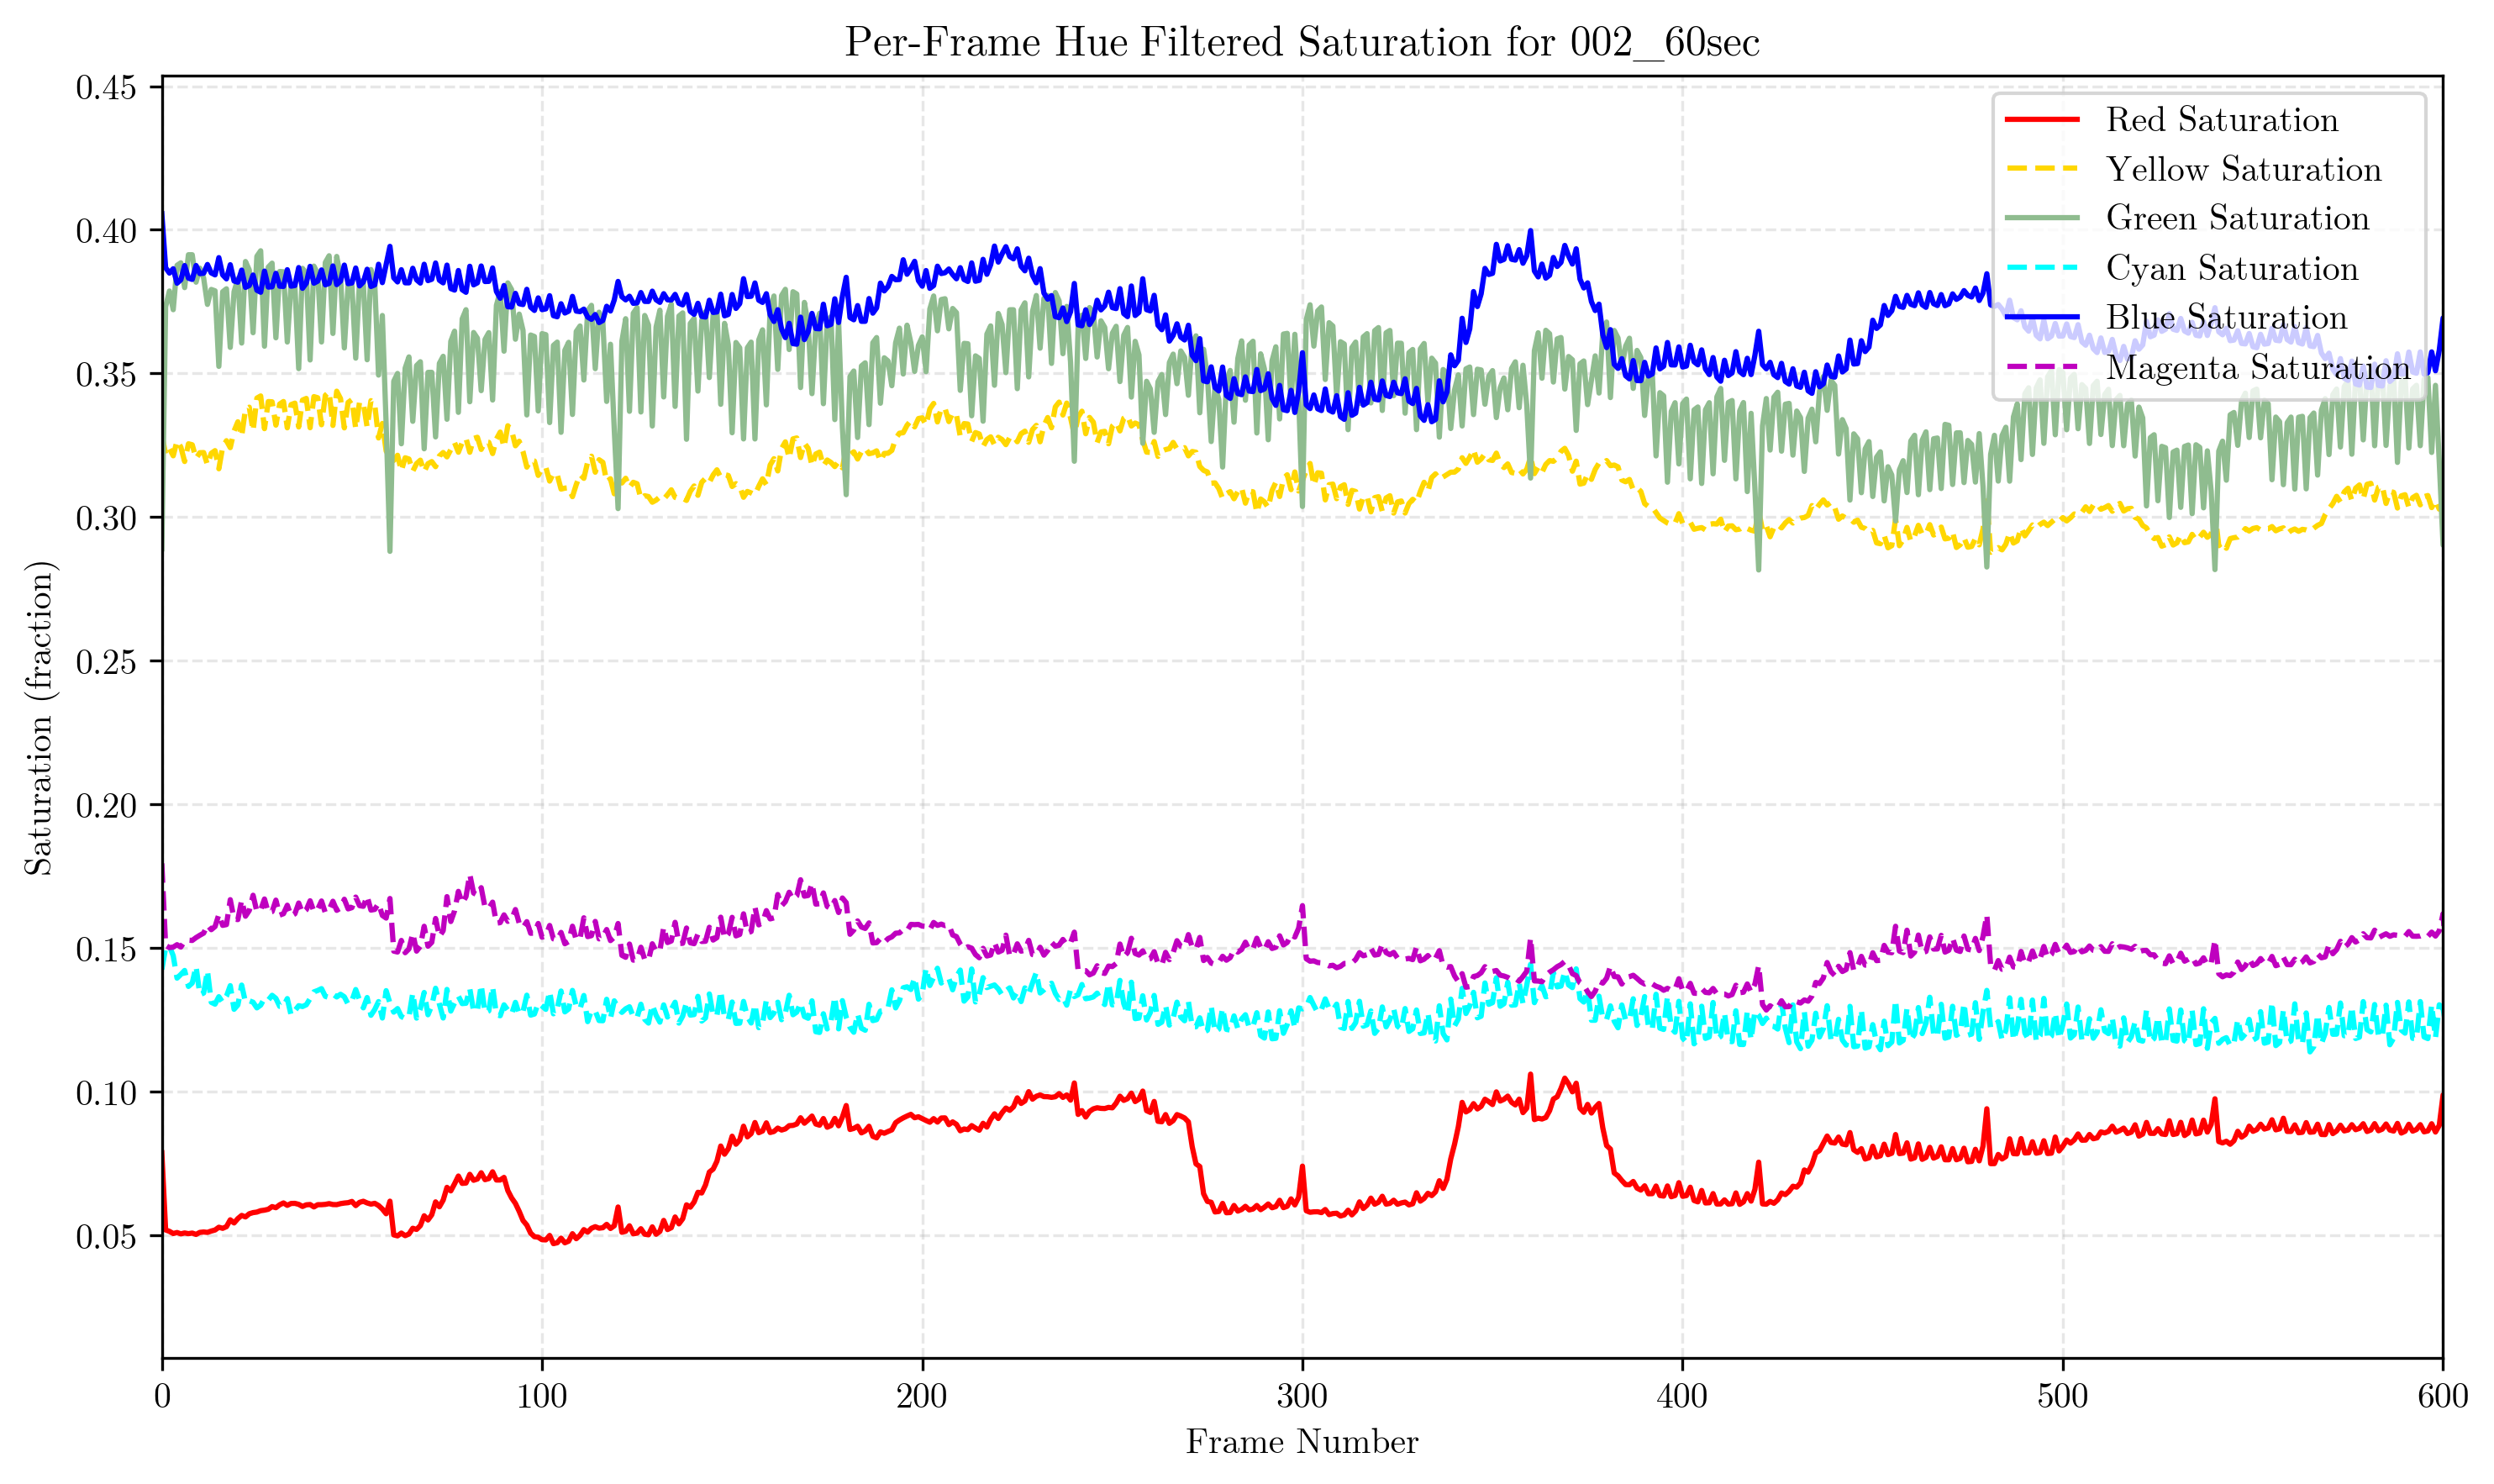 Per-Frame Hue Filtered Saturation for 002_60sec
Saturation (fraction)
0.45
0.40
0.35
0.30
0.25
0.20
0.15
0.10
0.05
Red Saturation
Yellow Saturation
Green Saturation
Cyan Saturation
Blue Saturation
Magenta Saturation
0 100 200 300 400 500 600
Frame Number